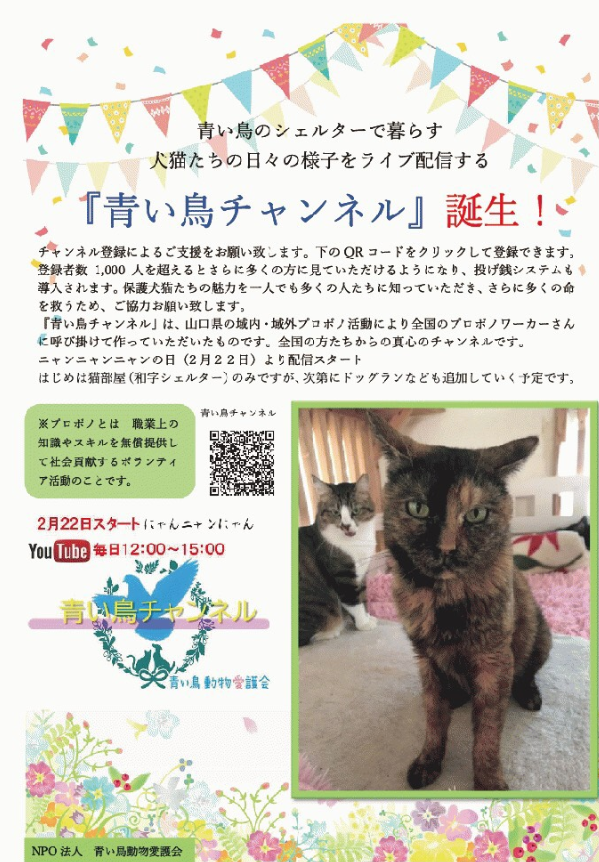 青い鳥のシェルターで暮らす
犬猫たちの日々の様子をライブ配信する
『青い鳥チャンネル』誕生！
チャンネル登録によるご支援をお願い致します。下のQRコードをクリックして登録できます。
登録者数 1,000 人を超えるとさらに多くの方に見ていただけるようになり、投げ銭システムも
導入されます。保護犬猫たちの魅力を一人でも多くの人たちに知っていただき、さらに多くの命
を救うため、ご協力お願い致します。
『青い鳥チャンネル』は、山口県の域内・域外プロボノ活動により全国のプロボノワーカーさん
に呼び掛けて作っていただいたものです。全国の方たちからの真心のチャンネルです。
ニャンニャンニャンの日（2月22日）より配信スタート
はじめは猫部屋（和字シェルター）のみですが、次第にドッグランなども追加していく予定です。
※プロボノとは　職業上の
知識やスキルを無償提供し
て社会貢献するボランティ
ア活動のことです。
青い鳥チャンネル
2月22日スタート にゃんニャンにゃん
YouTube 毎日12:00～15:00
青い鳥チャンネル
青い鳥動物愛護会
NPO法人　青い鳥動物愛護会